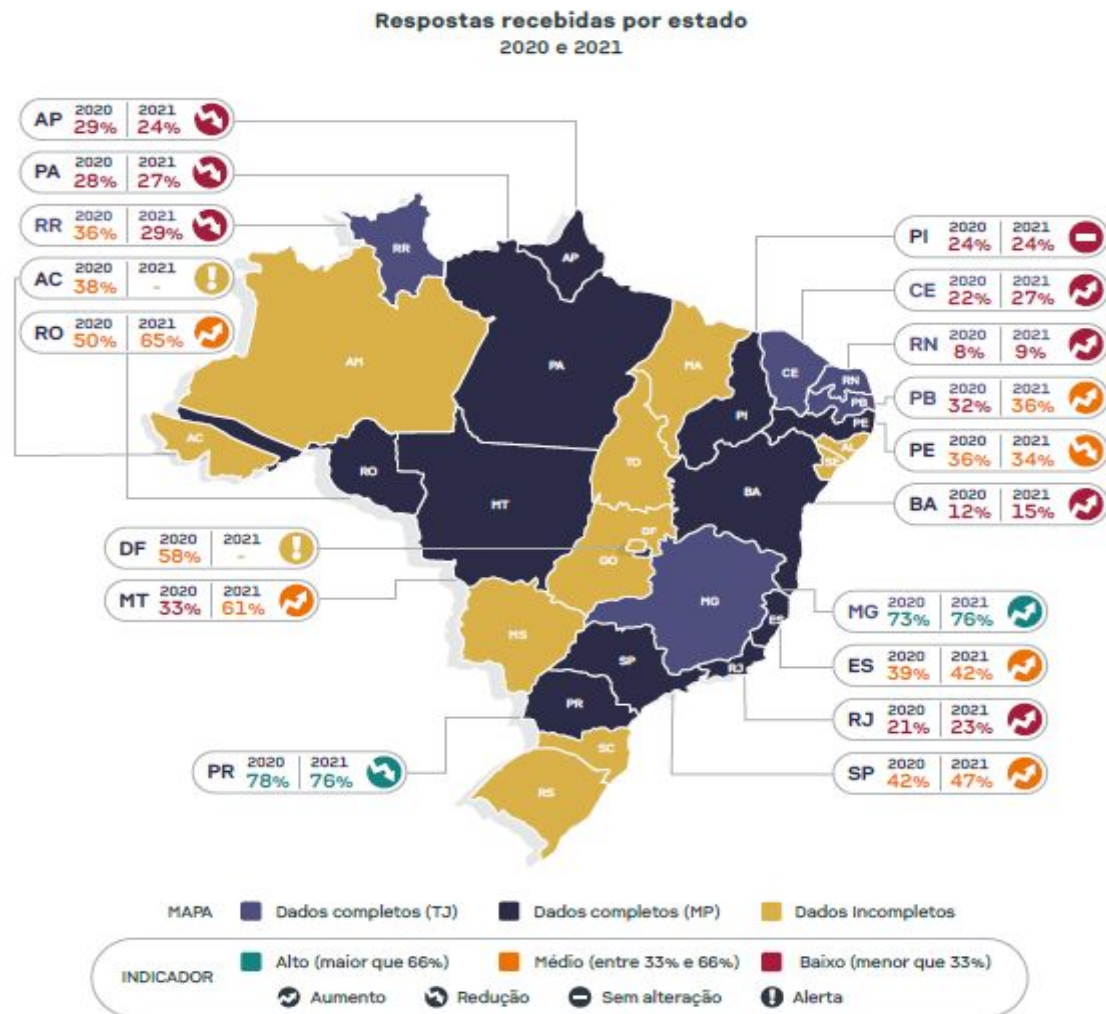 Respostas recebidas por estado
2020 e 2021
AP 2020 29% 2021 24%
PA 2020 28% 2021 27%
RR 2020 36% 2021 29%
AC 2020 38% 2021 -
RO 2020 50% 2021 65%
DF 2020 58% 2021 -
MT 2020 33% 2021 61%
PR 2020 78% 2021 76%
PI 2020 24% 2021 24%
CE 2020 22% 2021 27%
RN 2020 8% 2021 9%
PB 2020 32% 2021 36%
PE 2020 36% 2021 34%
BA 2020 12% 2021 15%
MG 2020 73% 2021 76%
ES 2020 39% 2021 42%
RJ 2020 21% 2021 23%
SP 2020 42% 2021 47%
RR
AP
AM
PA
MA
CE
RN
PB
PE
PI
AL
SE
AC
RO
TO
BA
MT
DF
GO
MG
MS
ES
SP
RJ
PR
SC
RS
MAPA Dados completos (TJ) Dados completos (MP) Dados Incompletos
INDICADOR Alto (maior que 66%) Médio (entre 33% e 66%) Baixo (menor que 33%)
Aumento Redução Sem alteração Alerta